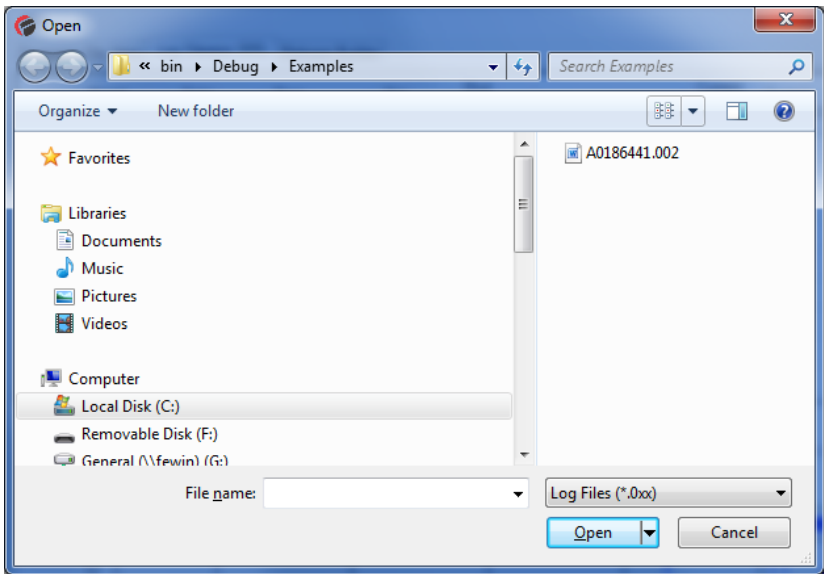 Open
« bin ▸ Debug ▸ Examples
Search Examples
Organize
New folder
Favorites
A0186441.002
Libraries
Documents
Music
Pictures
Videos
Computer
Local Disk (C:)
Removable Disk (F:)
General (\\fewin) (G:)
File name:
Log Files (*.0xx)
Open
Cancel